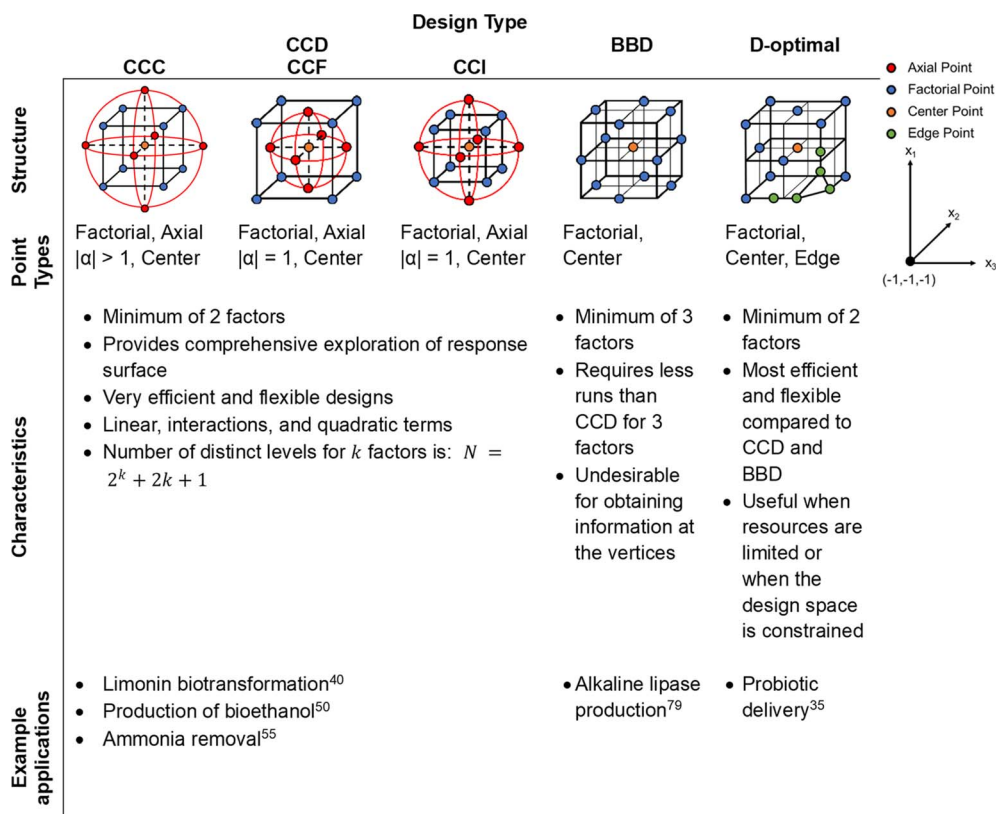 Design Type
CCD
BBD
D-optimal
CCC
CCF
CCI
Axial Point
Factorial Point
Center Point
Edge Point
Structure
x1
x2
x3
(-1,-1,-1)
Point
Types
Factorial, Axial
|α| > 1, Center
Factorial, Axial
|α| = 1, Center
Factorial, Axial
|α| = 1, Center
Factorial,
Center
Factorial,
Center, Edge
Characteristics
• Minimum of 2 factors
• Provides comprehensive exploration of response
surface
• Very efficient and flexible designs
• Linear, interactions, and quadratic terms
• Number of distinct levels for k factors is: N =
2^k + 2k + 1
• Minimum of 3
factors
• Requires less
runs than
CCD for 3
factors
• Undesirable
for obtaining
information at
the vertices
• Minimum of 2
factors
• Most efficient
and flexible
compared to
CCD and
BBD
• Useful when
resources are
limited or
when the
design space
is constrained
Example
applications
• Limonin biotransformation40
• Production of bioethanol50
• Ammonia removal55
• Alkaline lipase
production79
• Probiotic
delivery35